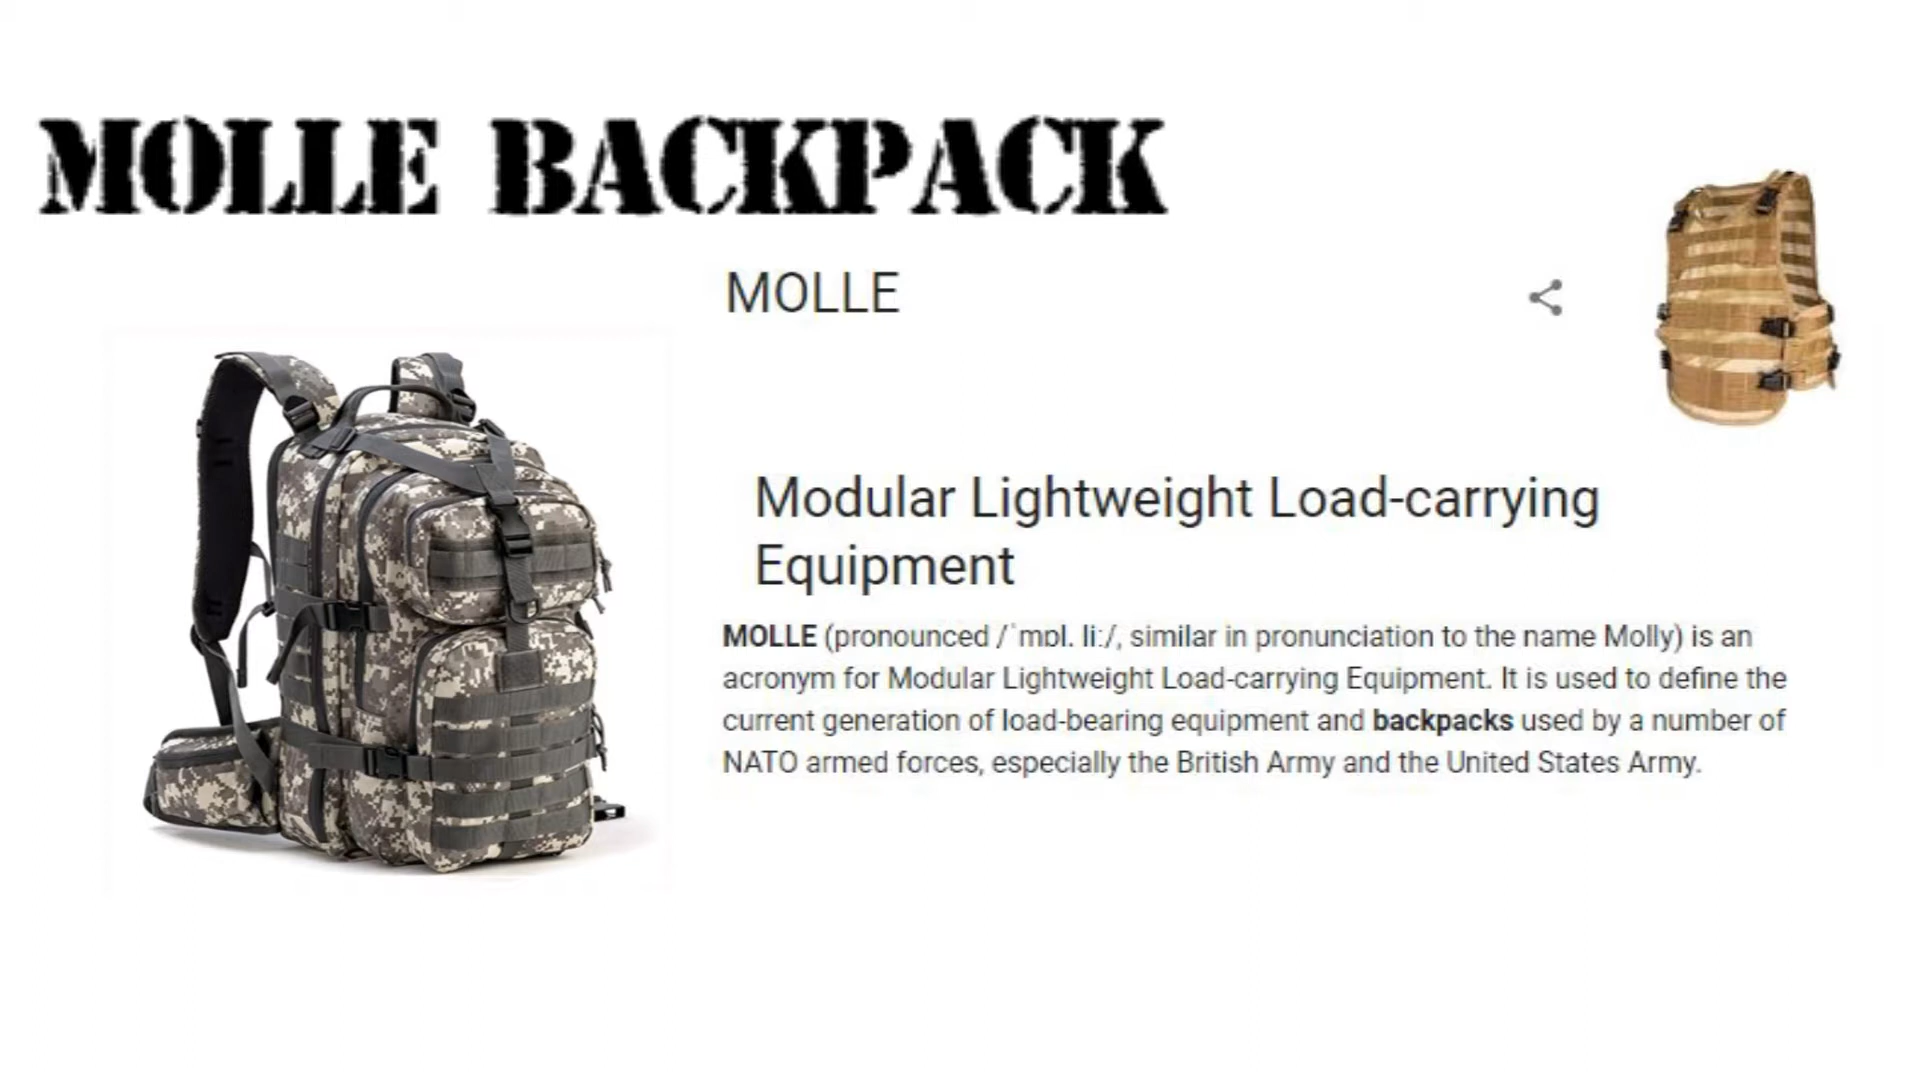 MOLLE BACKPACK
MOLLE
Modular Lightweight Load-carrying
Equipment
MOLLE (pronounced /ˈmɒl. liː/, similar in pronunciation to the name Molly) is an
acronym for Modular Lightweight Load-carrying Equipment. It is used to define the
current generation of load-bearing equipment and backpacks used by a number of
NATO armed forces, especially the British Army and the United States Army.